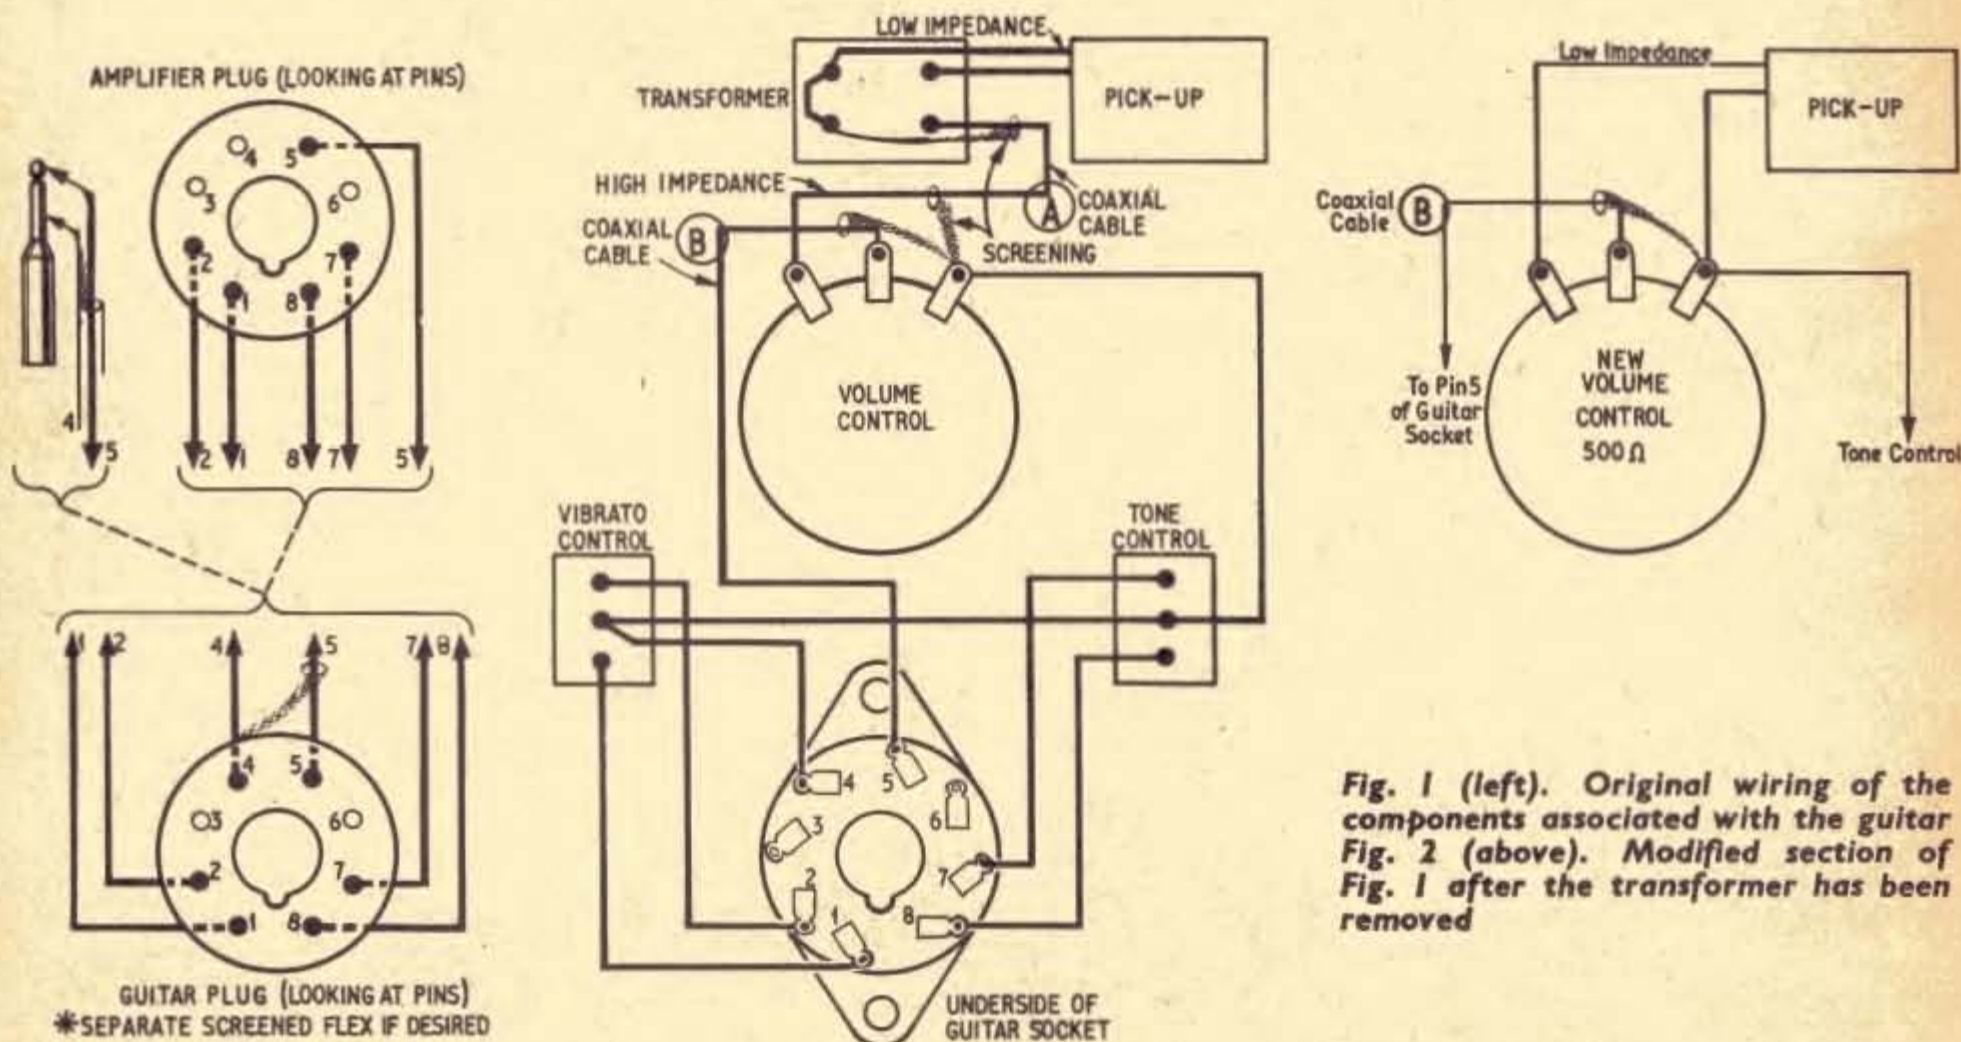 AMPLIFIER PLUG (LOOKING AT PINS)
4
5
3
6
2
7
1
8
4
5
2
1
8
7
5
1
2
4
5
7
8
4
5
3
6
2
7
1
8
GUITAR PLUG (LOOKING AT PINS)
*SEPARATE SCREENED FLEX IF DESIRED
LOW IMPEDANCE
TRANSFORMER
PICK-UP
HIGH IMPEDANCE
COAXIAL
CABLE
B
A
COAXIAL
CABLE
SCREENING
VOLUME
CONTROL
VIBRATO
CONTROL
TONE
CONTROL
4
5
3
6
2
7
1
8
UNDERSIDE OF
GUITAR SOCKET
Low Impedance
PICK-UP
Coaxial
Cable
B
To Pin5
of Guitar
Socket
NEW
VOLUME
CONTROL
500 Ω
Tone Control
Fig. 1 (left). Original wiring of the
components associated with the guitar
Fig. 2 (above). Modified section of
Fig. 1 after the transformer has been
removed